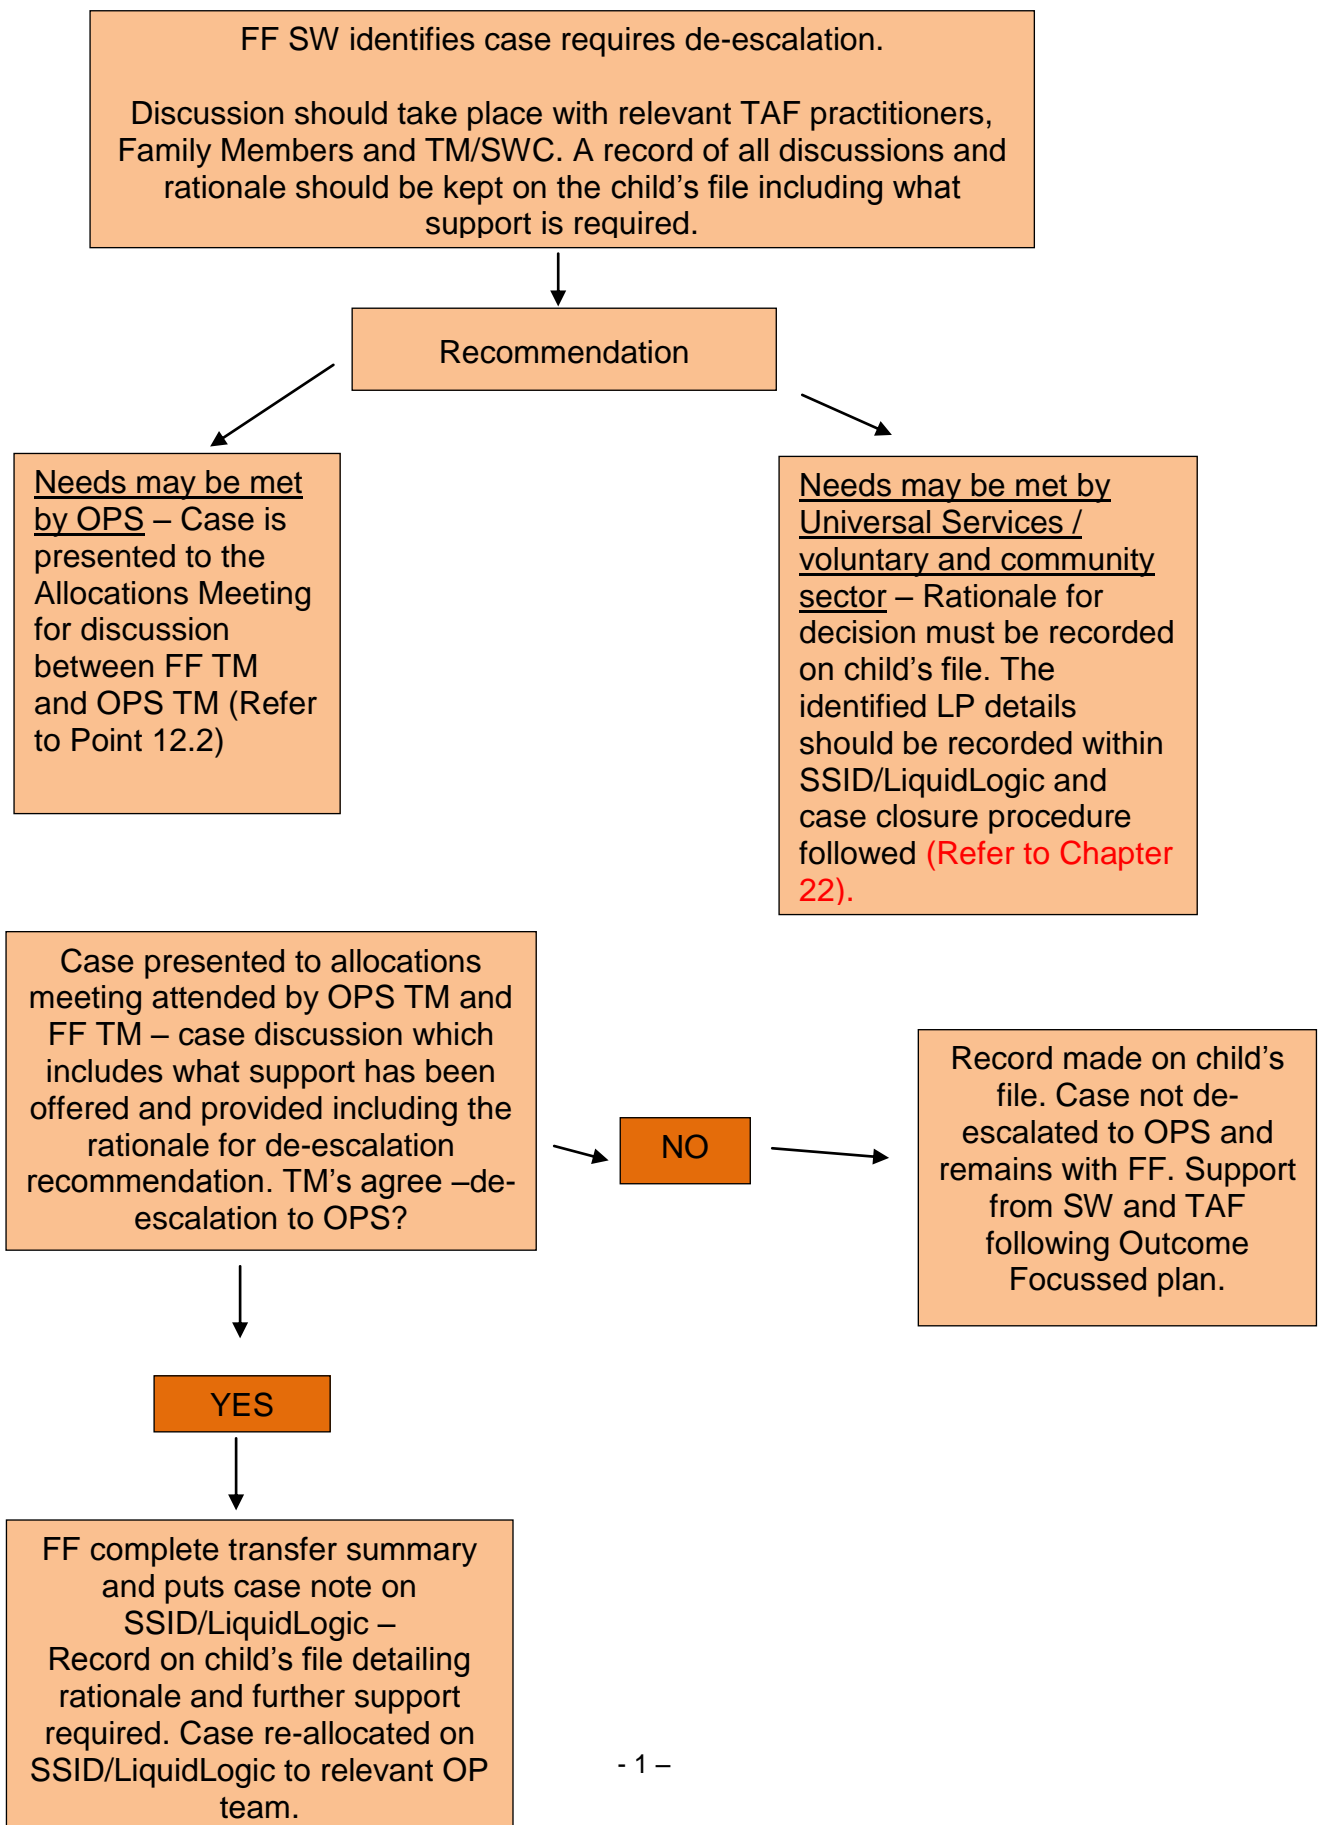 FF SW identifies case requires de-escalation.
Discussion should take place with relevant TAF practitioners,
Family Members and TM/SWC. A record of all discussions and
rationale should be kept on the child’s file including what
support is required.
Recommendation
Needs may be met
by OPS – Case is
presented to the
Allocations Meeting
for discussion
between FF TM
and OPS TM (Refer
to Point 12.2)
Needs may be met by
Universal Services /
voluntary and community
sector – Rationale for
decision must be recorded
on child’s file. The
identified LP details
should be recorded within
SSID/LiquidLogic and
case closure procedure
followed (Refer to Chapter
22).
Case presented to allocations
meeting attended by OPS TM and
FF TM – case discussion which
includes what support has been
offered and provided including the
rationale for de-escalation
recommendation. TM’s agree –de-
escalation to OPS?
NO
Record made on child’s
file. Case not de-
escalated to OPS and
remains with FF. Support
from SW and TAF
following Outcome
Focussed plan.
YES
FF complete transfer summary
and puts case note on
SSID/LiquidLogic –
Record on child’s file detailing
rationale and further support
required. Case re-allocated on
SSID/LiquidLogic to relevant OP
team.
- 1 –